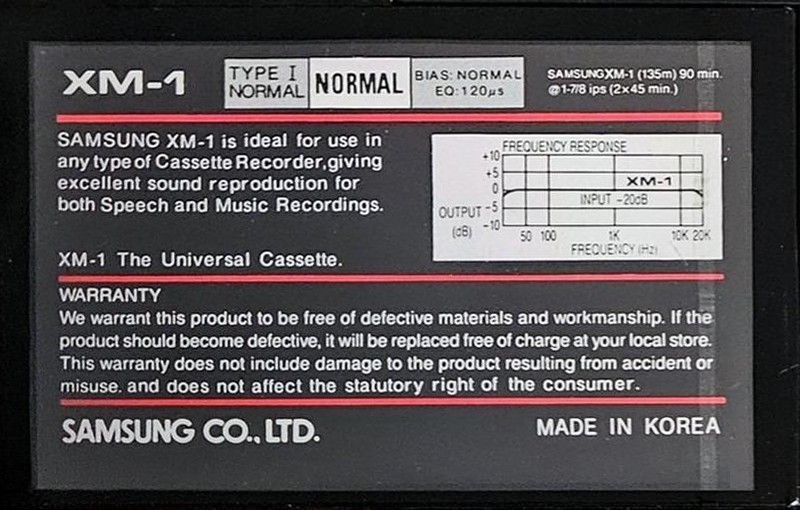 XM-1
TYPE I
NORMAL
NORMAL
BIAS: NORMAL
EQ: 120μs
SAMSUNG XM-1 (135m) 90 min.
@1-7/8 ips (2×45 min.)
SAMSUNG XM-1 is ideal for use in
any type of Cassette Recorder, giving
excellent sound reproduction for
both Speech and Music Recordings.
XM-1 The Universal Cassette.
FREQUENCY RESPONSE
+10
+5
0
-5
-10
OUTPUT
(dB)
XM-1
INPUT -20dB
50 100 1K 10K 20K
FREQUENCY (Hz)
WARRANTY
We warrant this product to be free of defective materials and workmanship. If the
product should become defective, it will be replaced free of charge at your local store.
This warranty does not include damage to the product resulting from accident or
misuse. and does not affect the statutory right of the consumer.
SAMSUNG CO., LTD.
MADE IN KOREA